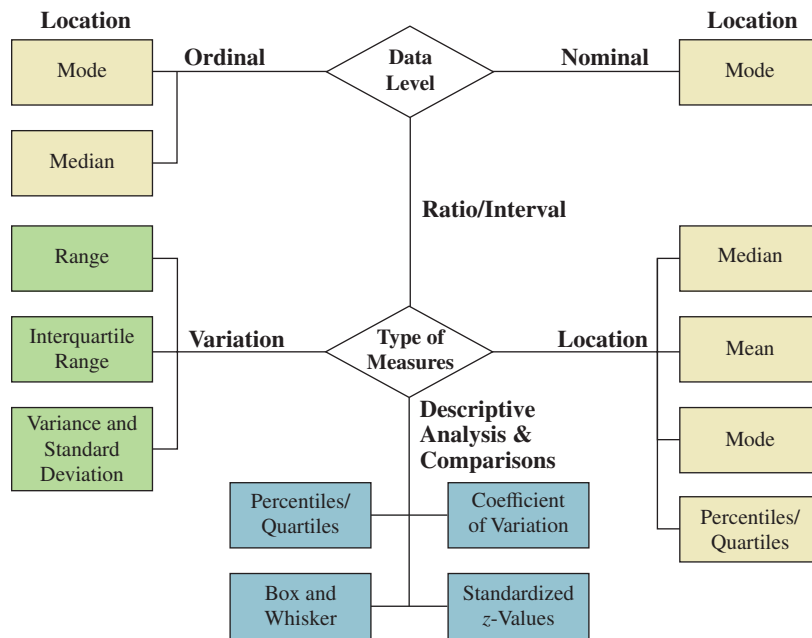 Location
Location
Mode
Ordinal
Data
Level
Nominal
Mode
Median
Ratio/Interval
Range
Median
Interquartile
Range
Variation
Type of
Measures
Location
Mean
Variance and
Standard
Deviation
Descriptive
Analysis &
Comparisons
Mode
Percentiles/
Quartiles
Coefficient
of Variation
Percentiles/
Quartiles
Box and
Whisker
Standardized
z-Values